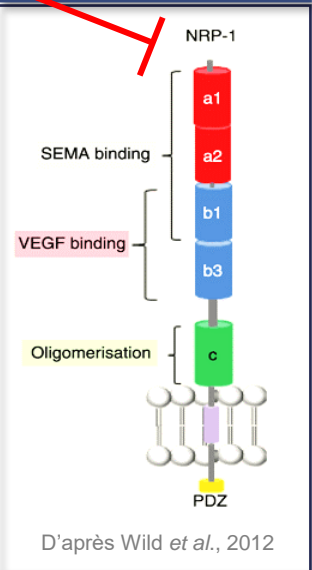 NRP-1
a1
SEMA binding
a2
b1
VEGF binding
b3
Oligomerisation
c
PDZ
D'après Wild et al., 2012